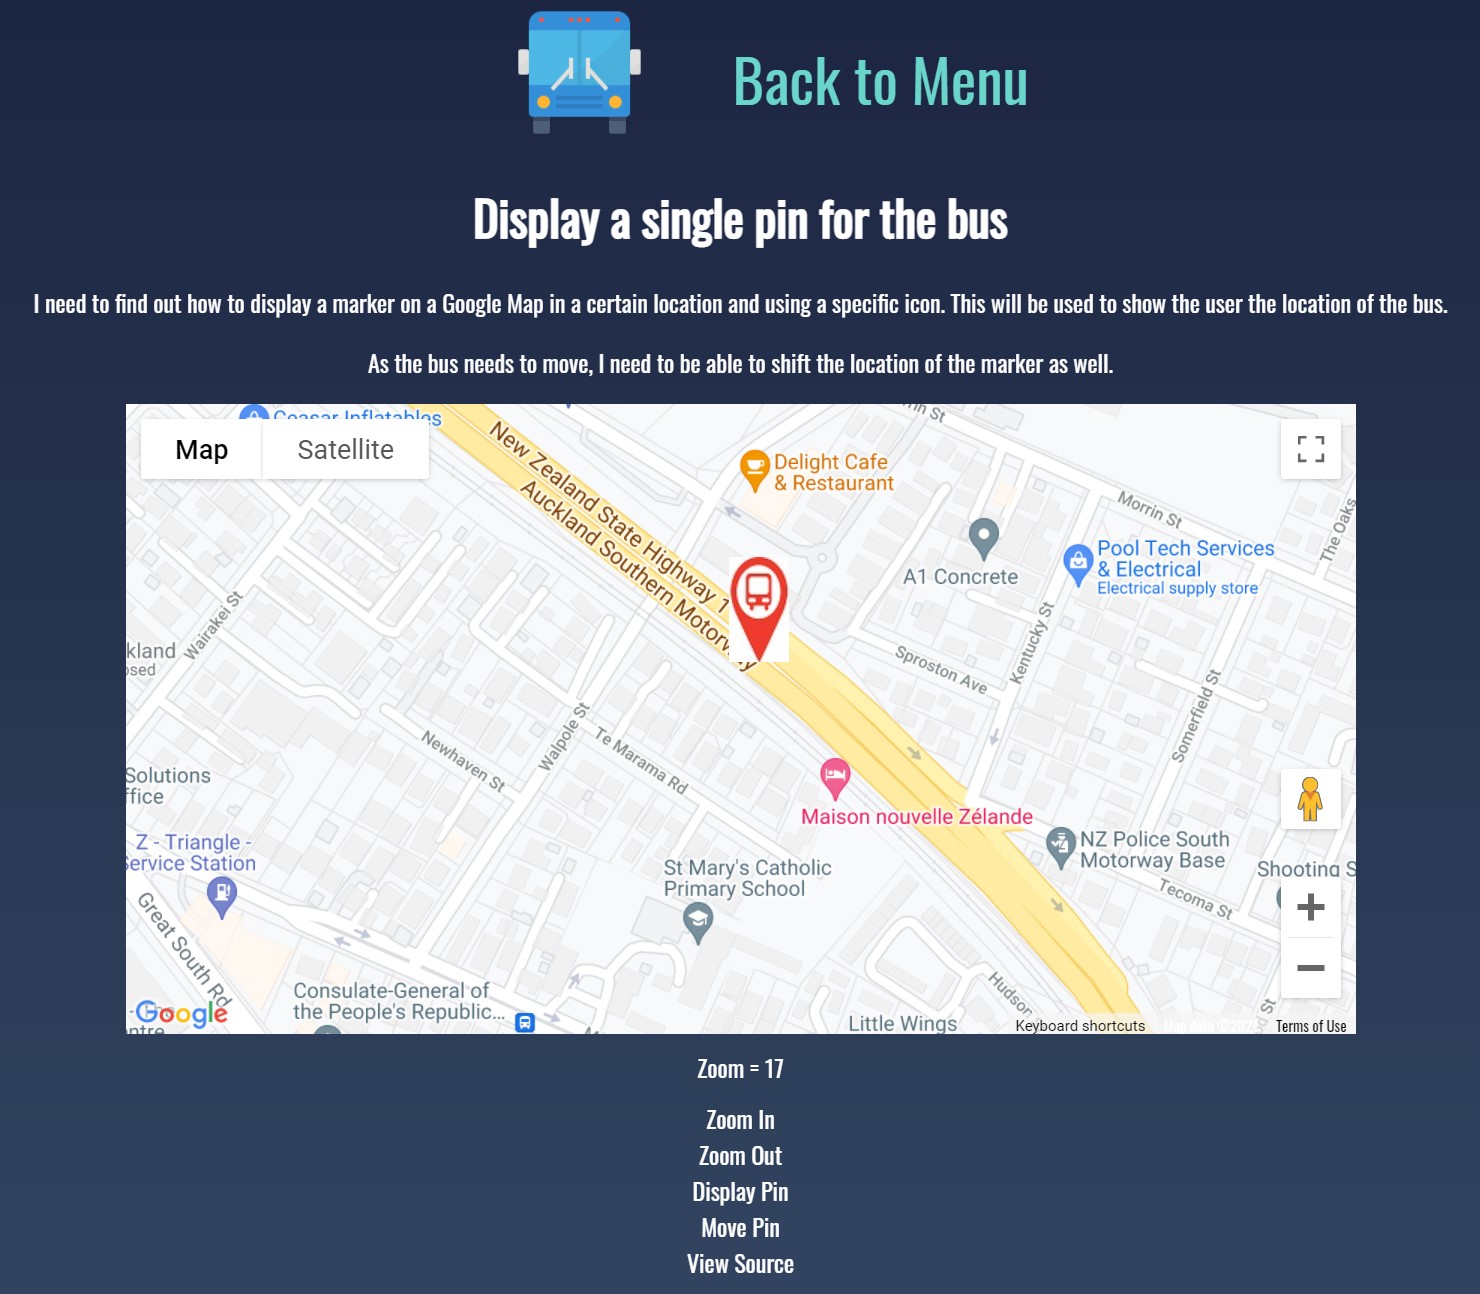 Back to Menu
Display a single pin for the bus
I need to find out how to display a marker on a Google Map in a certain location and using a specific icon. This will be used to show the user the location of the bus.
As the bus needs to move, I need to be able to shift the location of the marker as well.
Ceasar Inflatables
Map
Satellite
New Zealand State Highway 1
Auckland Southern Motorway
Delight Cafe
& Restaurant
rrin St
Morrin St
The Oaks
A1 Concrete
Pool Tech Services
& Electrical
Electrical supply store
Wairakei St
kland
osed
Kentucky St
Sproston Ave
Somerfield St
Walpole St
Te Marama Rd
Newhaven St
Solutions
ffice
Maison nouvelle Zélande
Z - Triangle -
Service Station
NZ Police South
Motorway Base
Shooting S
St Mary's Catholic
Primary School
Tecoma St
Great South Rd
Consulate-General of
the People's Republic...
Hudson
d St
Little Wings
Google
ntre
Keyboard shortcuts
Terms of Use
Zoom = 17
Zoom In
Zoom Out
Display Pin
Move Pin
View Source